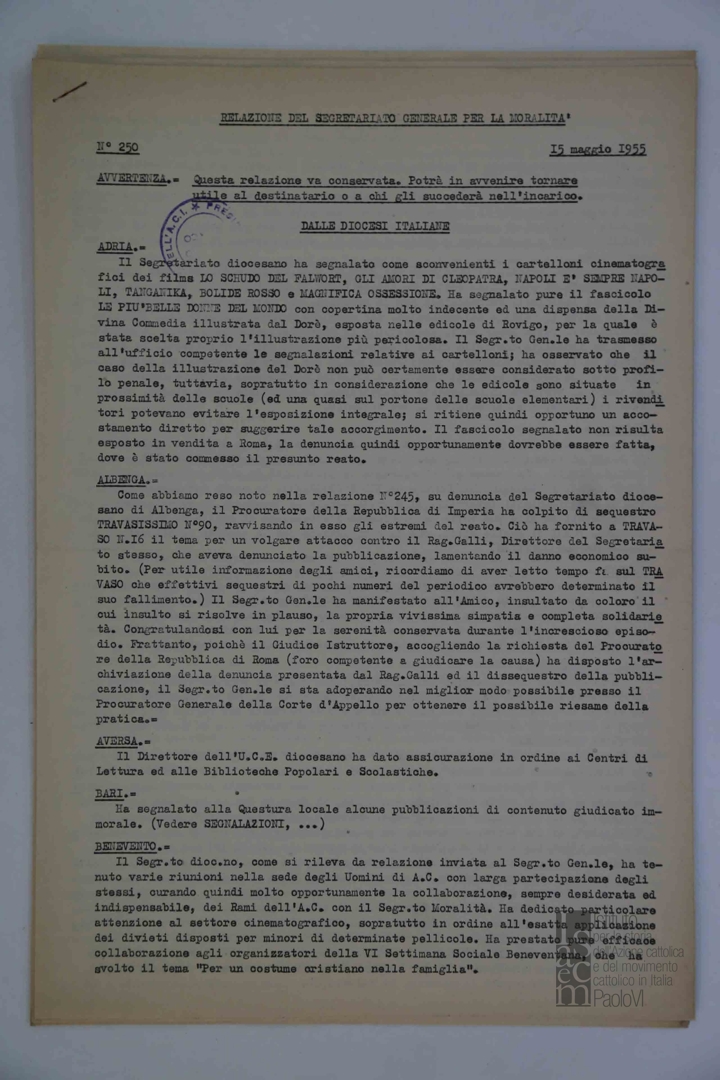 RELAZIONE DEL SEGRETARIATO GENERALE PER LA MORALITA'
N° 250 15 maggio 1955
AVVERTENZA.= Questa relazione va conservata. Potrà in avvenire tornare
utile al destinatario o a chi gli succederà nell'incarico.
DALLE DIOCESI ITALIANE
DELL'A.C.I. ★ PRES
ADRIA.=
Il Segretariato diocesano ha segnalato come sconvenienti i cartelloni cinematogra
fici dei films LO SCHUDO DEL FALWORT, GLI AMORI DI CLEOPATRA, NAPOLI E' SEMPRE NAPO-
LI, TANGANIKA, BOLIDE ROSSO e MAGNIFICA OSSESSIONE. Ha segnalato pure il fascicolo
LE PIU'BELLE DONNE DEL MONDO con copertina molto indecente ed una dispensa della Di-
vina Commedia illustrata dal Dorè, esposta nelle edicole di Rovigo, per la quale è
stata scelta proprio l'illustrazione più pericolosa. Il Segr.to Gen.le ha trasmesso
all'ufficio competente le segnalazioni relative ai cartelloni; ha osservato che il
caso della illustrazione del Dorè non può certamente essere considerato sotto profi-
lo penale, tuttavia, sopratutto in considerazione che le edicole sono situate in
prossimità delle scuole (ed una quasi sul portone delle scuole elementari) i rivendi
tori potevano evitare l'esposizione integrale; si ritiene quindi opportuno un acco-
stamento diretto per suggerire tale accorgimento. Il fascicolo segnalato non risulta
esposto in vendita a Roma, la denuncia quindi opportunamente dovrebbe essere fatta,
dove è stato commesso il presunto reato.
ALBENGA.=
Come abbiamo reso noto nella relazione N°245, su denuncia del Segretariato dioce-
sano di Albenga, il Procuratore della Repubblica di Imperia ha colpito di sequestro
TRAVASISSIMO N°90, ravvisando in esso gli estremi del reato. Ciò ha fornito a TRAVA-
SO N.16 il tema per un volgare attacco contro il Rag.Galli, Direttore del Segretaria
to stesso, che aveva denunciato la pubblicazione, lamentando il danno economico su-
bito. (Per utile informazione degli amici, ricordiamo di aver letto tempo fa sul TRA
VASO che effettivi sequestri di pochi numeri del periodico avrebbero determinato il
suo fallimento.) Il Segr.to Gen.le ha manifestato all'Amico, insultato da coloro il
cui insulto si risolve in plauso, la propria vivissima simpatia e completa solidarie
tà. Congratulandosi con lui per la serenità conservata durante l'increscioso episo-
dio. Frattanto, poichè il Giudice Istruttore, accogliendo la richiesta del Procurato
re della Repubblica di Roma (foro competente a giudicare la causa) ha disposto l'ar-
chiviazione della denuncia presentata dal Rag.Galli ed il dissequestro della pubbli-
cazione, il Segr.to Gen.le si sta adoperando nel miglior modo possibile presso il
Procuratore Generale della Corte d'Appello per ottenere il possibile riesame della
pratica.=
AVERSA.=
Il Direttore dell'U.C.E. diocesano ha dato assicurazione in ordine ai Centri di
Lettura ed alle Biblioteche Popolari e Scolastiche.
BARI.=
Ha segnalato alla Questura locale alcune pubblicazioni di contenuto giudicato im-
morale. (Vedere SEGNALAZIONI, ...)
BENEVENTO.=
Il Segr.to dioc.no, come si rileva da relazione inviata al Segr.to Gen.le, ha te-
nuto varie riunioni nella sede degli Uomini di A.C. con larga partecipazione degli
stessi, curando quindi molto opportunamente la collaborazione, sempre desiderata ed
indispensabile, dei Rami dell'A.C. con il Segr.to Moralità. Ha dedicato particolare
attenzione al settore cinematografico, sopratutto in ordine all'esatta applicazione
dei divieti disposti per minori di determinate pellicole. Ha prestato pure efficace
collaborazione agli organizzatori della VI Settimana Sociale Beneventana, che ha
svolto il tema "Per un costume cristiano nella famiglia".
Istituto
per la storia
dell'Azione cattolica
e del movimento
cattolico in Italia
PaoloVI